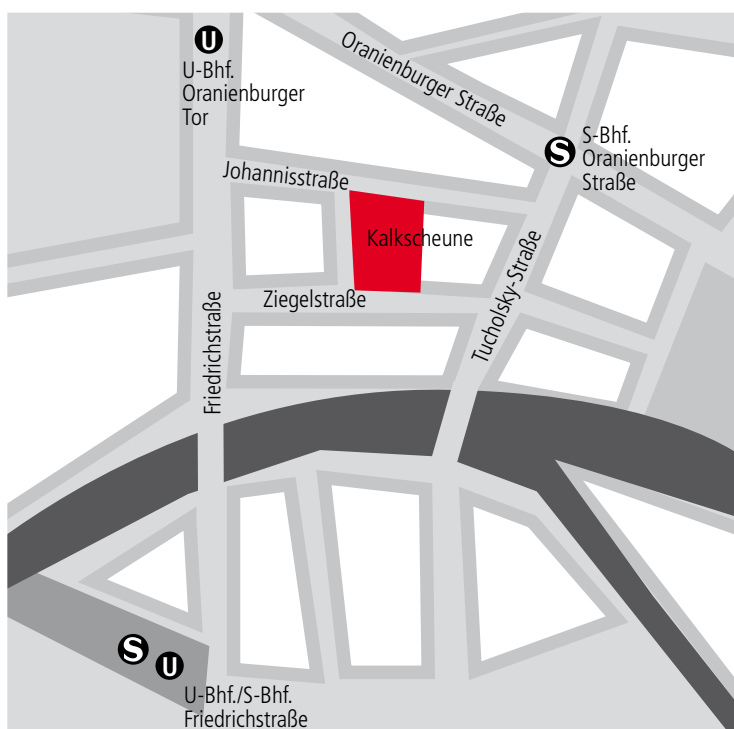 U
U-Bhf.
Oranienburger
Tor
Oranienburger Straße
S
S-Bhf.
Oranienburger
Straße
Johannisstraße
Kalkscheune
Ziegelstraße
Tucholsky-Straße
Friedrichstraße
S
U
U-Bhf./S-Bhf.
Friedrichstraße